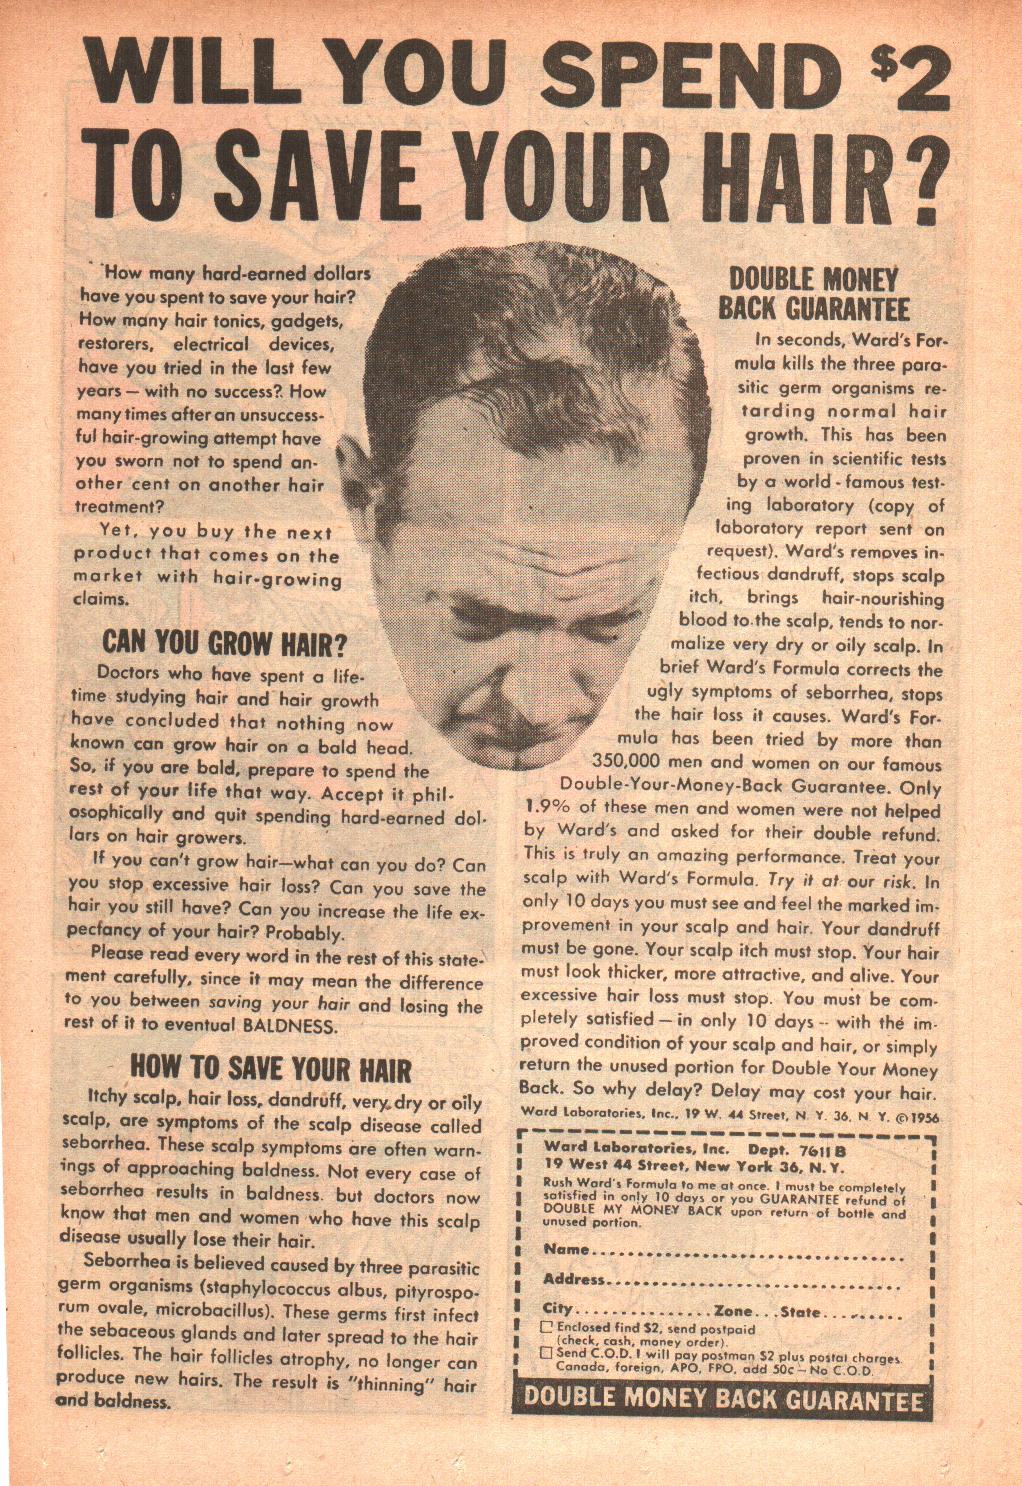 WILL YOU SPEND $2
TO SAVE YOUR HAIR?
How many hard-earned dollars
have you spent to save your hair?
How many hair tonics, gadgets,
restorers, electrical devices,
have you tried in the last few
years — with no success? How
many times after an unsuccess-
ful hair-growing attempt have
you sworn not to spend an-
other cent on another hair
treatment?
Yet, you buy the next
product that comes on the
market with hair-growing
claims.
CAN YOU GROW HAIR?
Doctors who have spent a life-
time studying hair and hair growth
have concluded that nothing now
known can grow hair on a bald head.
So, if you are bald, prepare to spend the
rest of your life that way. Accept it phil-
osophically and quit spending hard-earned dol-
lars on hair growers.
If you can't grow hair—what can you do? Can
you stop excessive hair loss? Can you save the
hair you still have? Can you increase the life ex-
pectancy of your hair? Probably.
Please read every word in the rest of this state-
ment carefully, since it may mean the difference
to you between saving your hair and losing the
rest of it to eventual BALDNESS.
HOW TO SAVE YOUR HAIR
Itchy scalp, hair loss, dandruff, very dry or oily
scalp, are symptoms of the scalp disease called
seborrhea. These scalp symptoms are often warn-
ings of approaching baldness. Not every case of
seborrhea results in baldness. but doctors now
know that men and women who have this scalp
disease usually lose their hair.
Seborrhea is believed caused by three parasitic
germ organisms (staphylococcus albus, pityrospo-
rum ovale, microbacillus). These germs first infect
the sebaceous glands and later spread to the hair
follicles. The hair follicles atrophy, no longer can
produce new hairs. The result is "thinning" hair
and baldness.
DOUBLE MONEY
BACK GUARANTEE
In seconds, Ward's For-
mula kills the three para-
sitic germ organisms re-
tarding normal hair
growth. This has been
proven in scientific tests
by a world-famous test-
ing laboratory (copy of
laboratory report sent on
request). Ward's removes in-
fectious dandruff, stops scalp
itch, brings hair-nourishing
blood to the scalp, tends to nor-
malize very dry or oily scalp. In
brief Ward's Formula corrects the
ugly symptoms of seborrhea, stops
the hair loss it causes. Ward's For-
mula has been tried by more than
350,000 men and women on our famous
Double-Your-Money-Back Guarantee. Only
1.9% of these men and women were not helped
by Ward's and asked for their double refund.
This is truly an amazing performance. Treat your
scalp with Ward's Formula. Try it at our risk. In
only 10 days you must see and feel the marked im-
provement in your scalp and hair. Your dandruff
must be gone. Your scalp itch must stop. Your hair
must look thicker, more attractive, and alive. Your
excessive hair loss must stop. You must be com-
pletely satisfied — in only 10 days -- with the im-
proved condition of your scalp and hair, or simply
return the unused portion for Double Your Money
Back. So why delay? Delay may cost your hair.
Ward Laboratories, Inc., 19 W. 44 Street, N. Y. 36, N. Y. ©1956
Ward Laboratories, Inc. Dept. 7611 B
19 West 44 Street, New York 36, N. Y.
Rush Ward's Formula to me at once. I must be completely
satisfied in only 10 days or you GUARANTEE refund of
DOUBLE MY MONEY BACK upon return of bottle and
unused portion.
Name
Address
City Zone State
Enclosed find $2, send postpaid
(check, cash, money order).
Send C.O.D. I will pay postman $2 plus postal charges.
Canada, foreign, APO, FPO, add 50c — No C.O.D.
DOUBLE MONEY BACK GUARANTEE